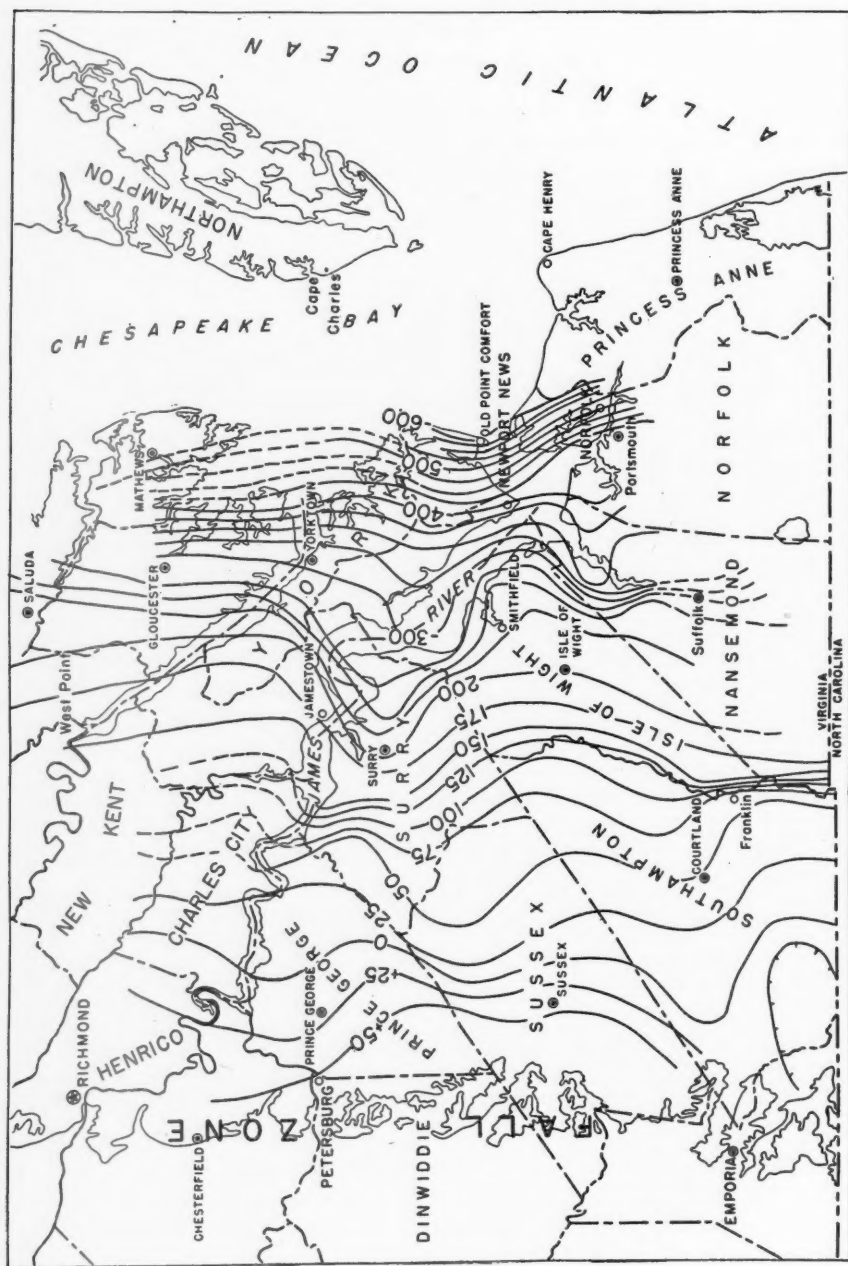 ATLANTIC OCEAN
NORTHAMPTON
Cape
Charles
CHESAPEAKE BAY
CAPE HENRY
PRINCESS ANNE
PRINCESS ANNE
OLD POINT COMFORT
NEWPORT NEWS
NORFOLK
Portsmouth
NORFOLK
SALUDA
MATHEWS
GLOUCESTER
YORKTOWN
YORK
West Point
JAMESTOWN
JAMES
RIVER
SMITHFIELD
ISLE OF
WIGHT
ISLE OF WIGHT
Suffolk
NANSEMOND
VIRGINIA
NORTH CAROLINA
SURRY
SURRY
NEW KENT
CHARLES CITY
600
500
400
300
200
175
150
125
100
75
50
25
0
+25
+50
COURTLAND
Franklin
SOUTHAMPTON
SUSSEX
SUSSEX
PRINCE GEORGE
PRINCE GEORGE
HENRICO
RICHMOND
CHESTERFIELD
PETERSBURG
DINWIDDIE
FALL ZONE
EMPORIA